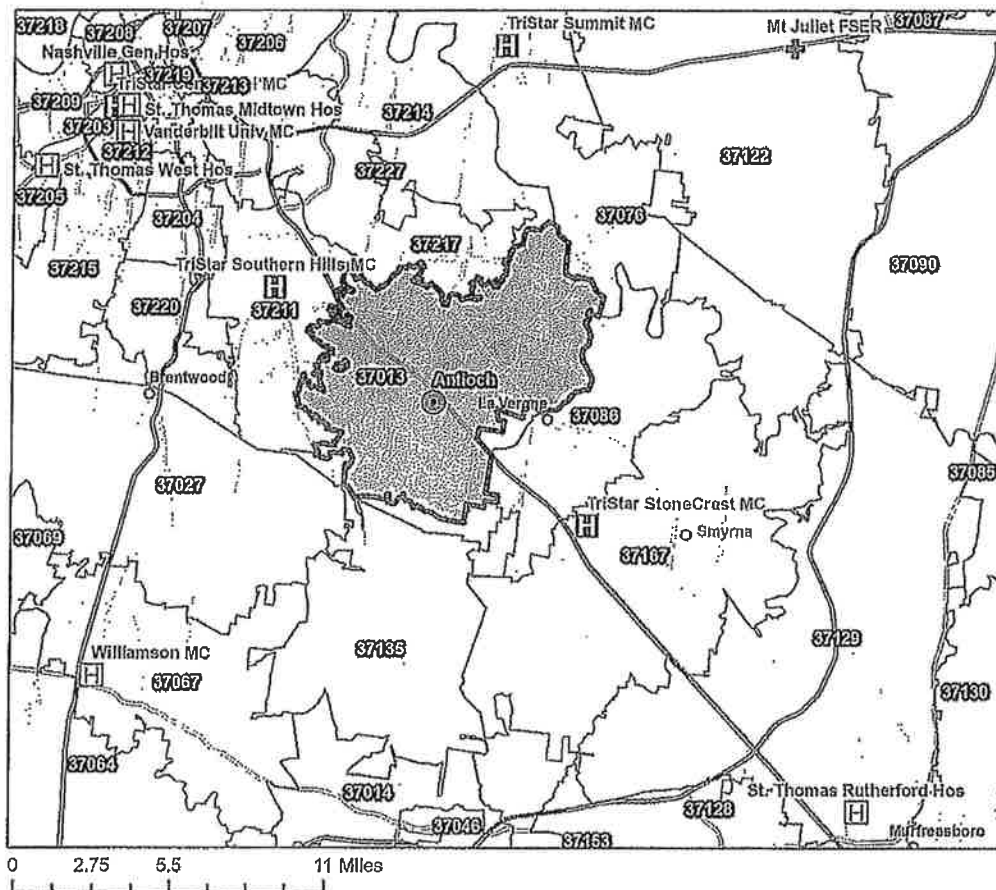 TriStar Summit MC
37218
37208
37207
37206
Mt Juliet FSER
37087
Nashville Gen Hos
37219
37213
MC
37209
St. Thomas Midtown Hos
37214
37203
Vanderbilt Univ MC
37212
37122
St. Thomas West Hos
37205
37227
37204
37076
37215
37217
37090
TriStar Southern Hills MC
37220
37211
37013
Antioch
Brentwood
La Vergne
37086
37027
37085
TriStar StoneCrest MC
37069
Smyrna
37167
37129
Williamson MC
37135
37067
37130
37064
37014
St. Thomas Rutherford Hos
37128
37046
Murfreesboro
37153
0 2.75 5.5 11 Miles